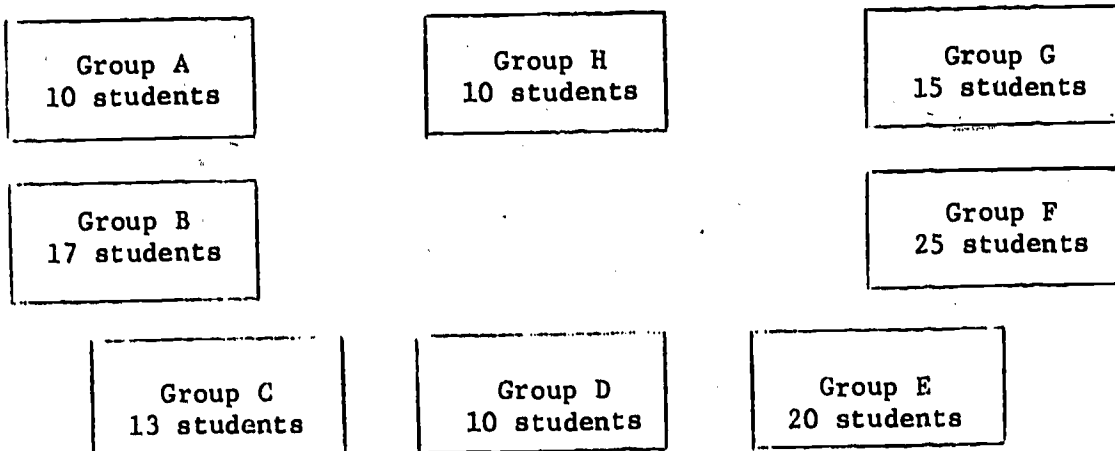 Group A
10 students
Group H
10 students
Group G
15 students
Group B
17 students
Group F
25 students
Group C
13 students
Group D
10 students
Group E
20 students